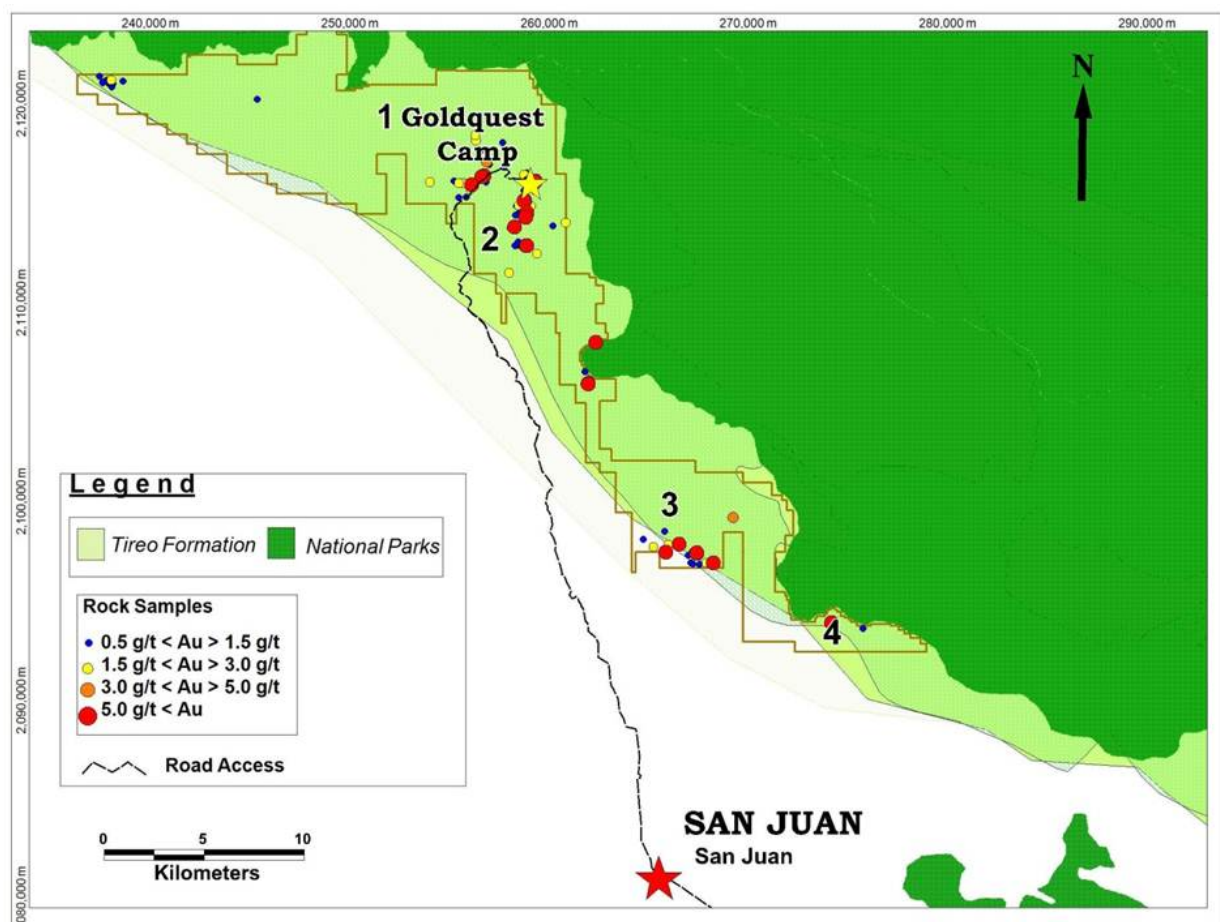 240,000 m
250,000 m
260,000 m
270,000 m
280,000 m
290,000 m
2,120,000 m
2,110,000 m
2,100,000 m
2,090,000 m
2,080,000 m
N
1 Goldquest
Camp
2
3
4
Legend
Tireo Formation
National Parks
Rock Samples
0.5 g/t < Au > 1.5 g/t
1.5 g/t < Au > 3.0 g/t
3.0 g/t < Au > 5.0 g/t
5.0 g/t < Au
Road Access
0 5 10
Kilometers
SAN JUAN
San Juan